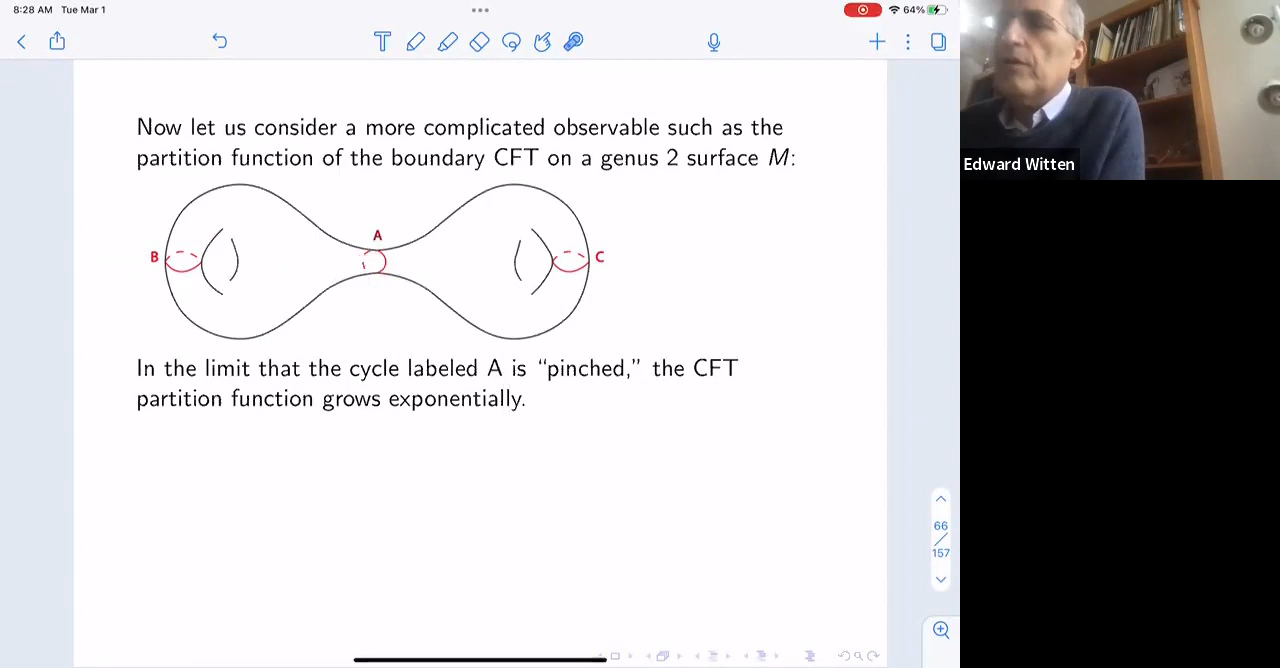 8:28 AM Tue Mar 1
64%
Edward Witten
Now let us consider a more complicated observable such as the
partition function of the boundary CFT on a genus 2 surface M:
A
B
C
In the limit that the cycle labeled A is “pinched,” the CFT
partition function grows exponentially.
66
157